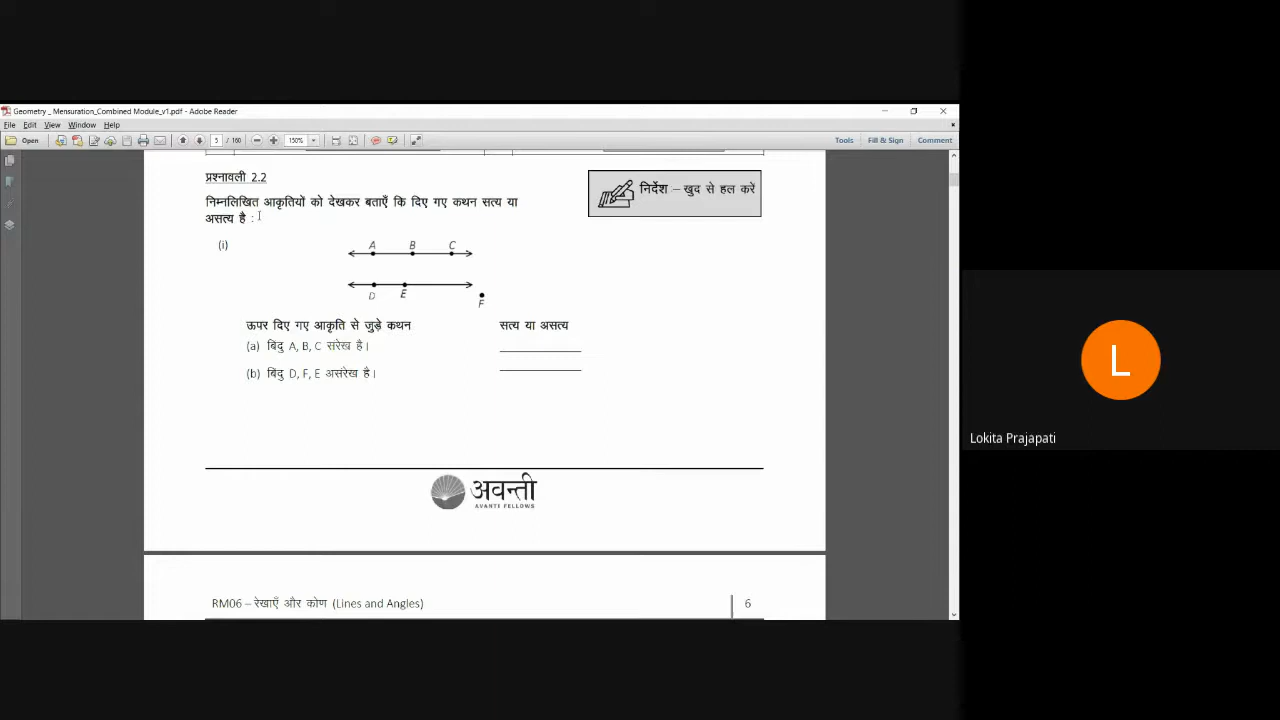 Geometry _ Mensuration_Combined Module_v1.pdf - Adobe Reader
File Edit View Window Help
Open 5 / 160 150% Tools Fill & Sign Comment
प्रश्नावली 2.2
निर्देश – खुद से हल करें
निम्नलिखित आकृतियों को देखकर बताएँ कि दिए गए कथन सत्य या
असत्य है :
(i)
A B C
D E
F
ऊपर दिए गए आकृति से जुड़े कथन सत्य या असत्य
(a) बिंदु A, B, C सरेख है।
(b) बिंदु D, F, E असंरेख है।
अवन्ती
AVANTI FELLOWS
RM06 – रेखाएँ और कोण (Lines and Angles) 6
L
Lokita Prajapati